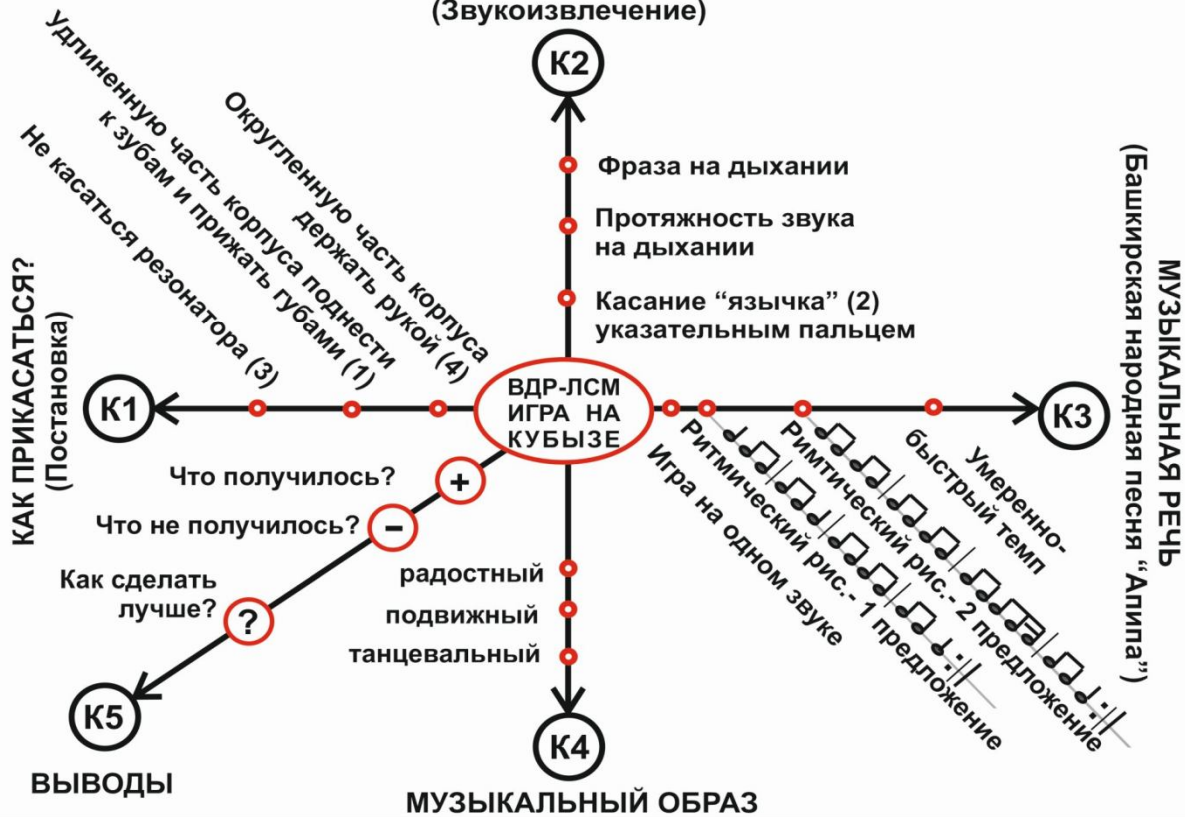 (Звукоизвлечение)
К2
Фраза на дыхании
Протяжность звука
на дыхании
Касание “язычка” (2)
указательным пальцем
Округленную часть корпуса
держать рукой (4)
Удлиненную часть корпуса поднести
к зубам и прижать губами (1)
Не касаться резонатора (3)
КАК ПРИКАСАТЬСЯ?
(Постановка)
К1
ВДР-ЛСМ
ИГРА НА
КУБЫЗЕ
К3
МУЗЫКАЛЬНАЯ РЕЧЬ
(Башкирская народная песня “Апипа”)
Игра на одном звуке
Ритмический рис.- 1 предложение
Римтический рис.- 2 предложение
Умеренно-
быстрый темп
Что получилось?
+
Что не получилось?
-
Как сделать
лучше?
?
К5
ВЫВОДЫ
радостный
подвижный
танцевальный
К4
МУЗЫКАЛЬНЫЙ ОБРАЗ